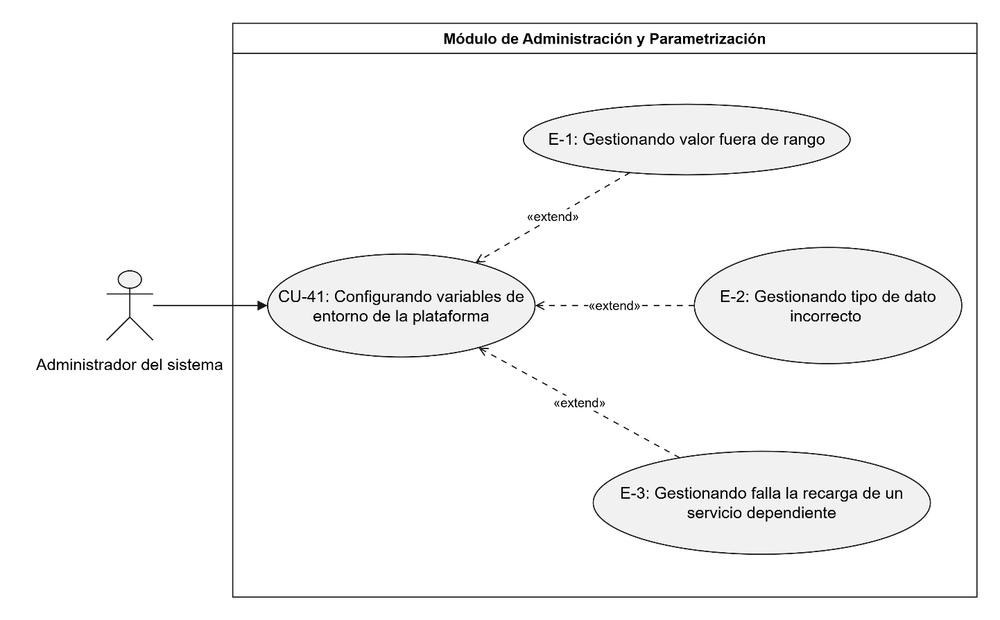 Módulo de Administración y Parametrización
E-1: Gestionando valor fuera de rango
«extend»
CU-41: Configurando variables de
entorno de la plataforma
«extend»
E-2: Gestionando tipo de dato
incorrecto
Administrador del sistema
«extend»
E-3: Gestionando falla la recarga de un
servicio dependiente